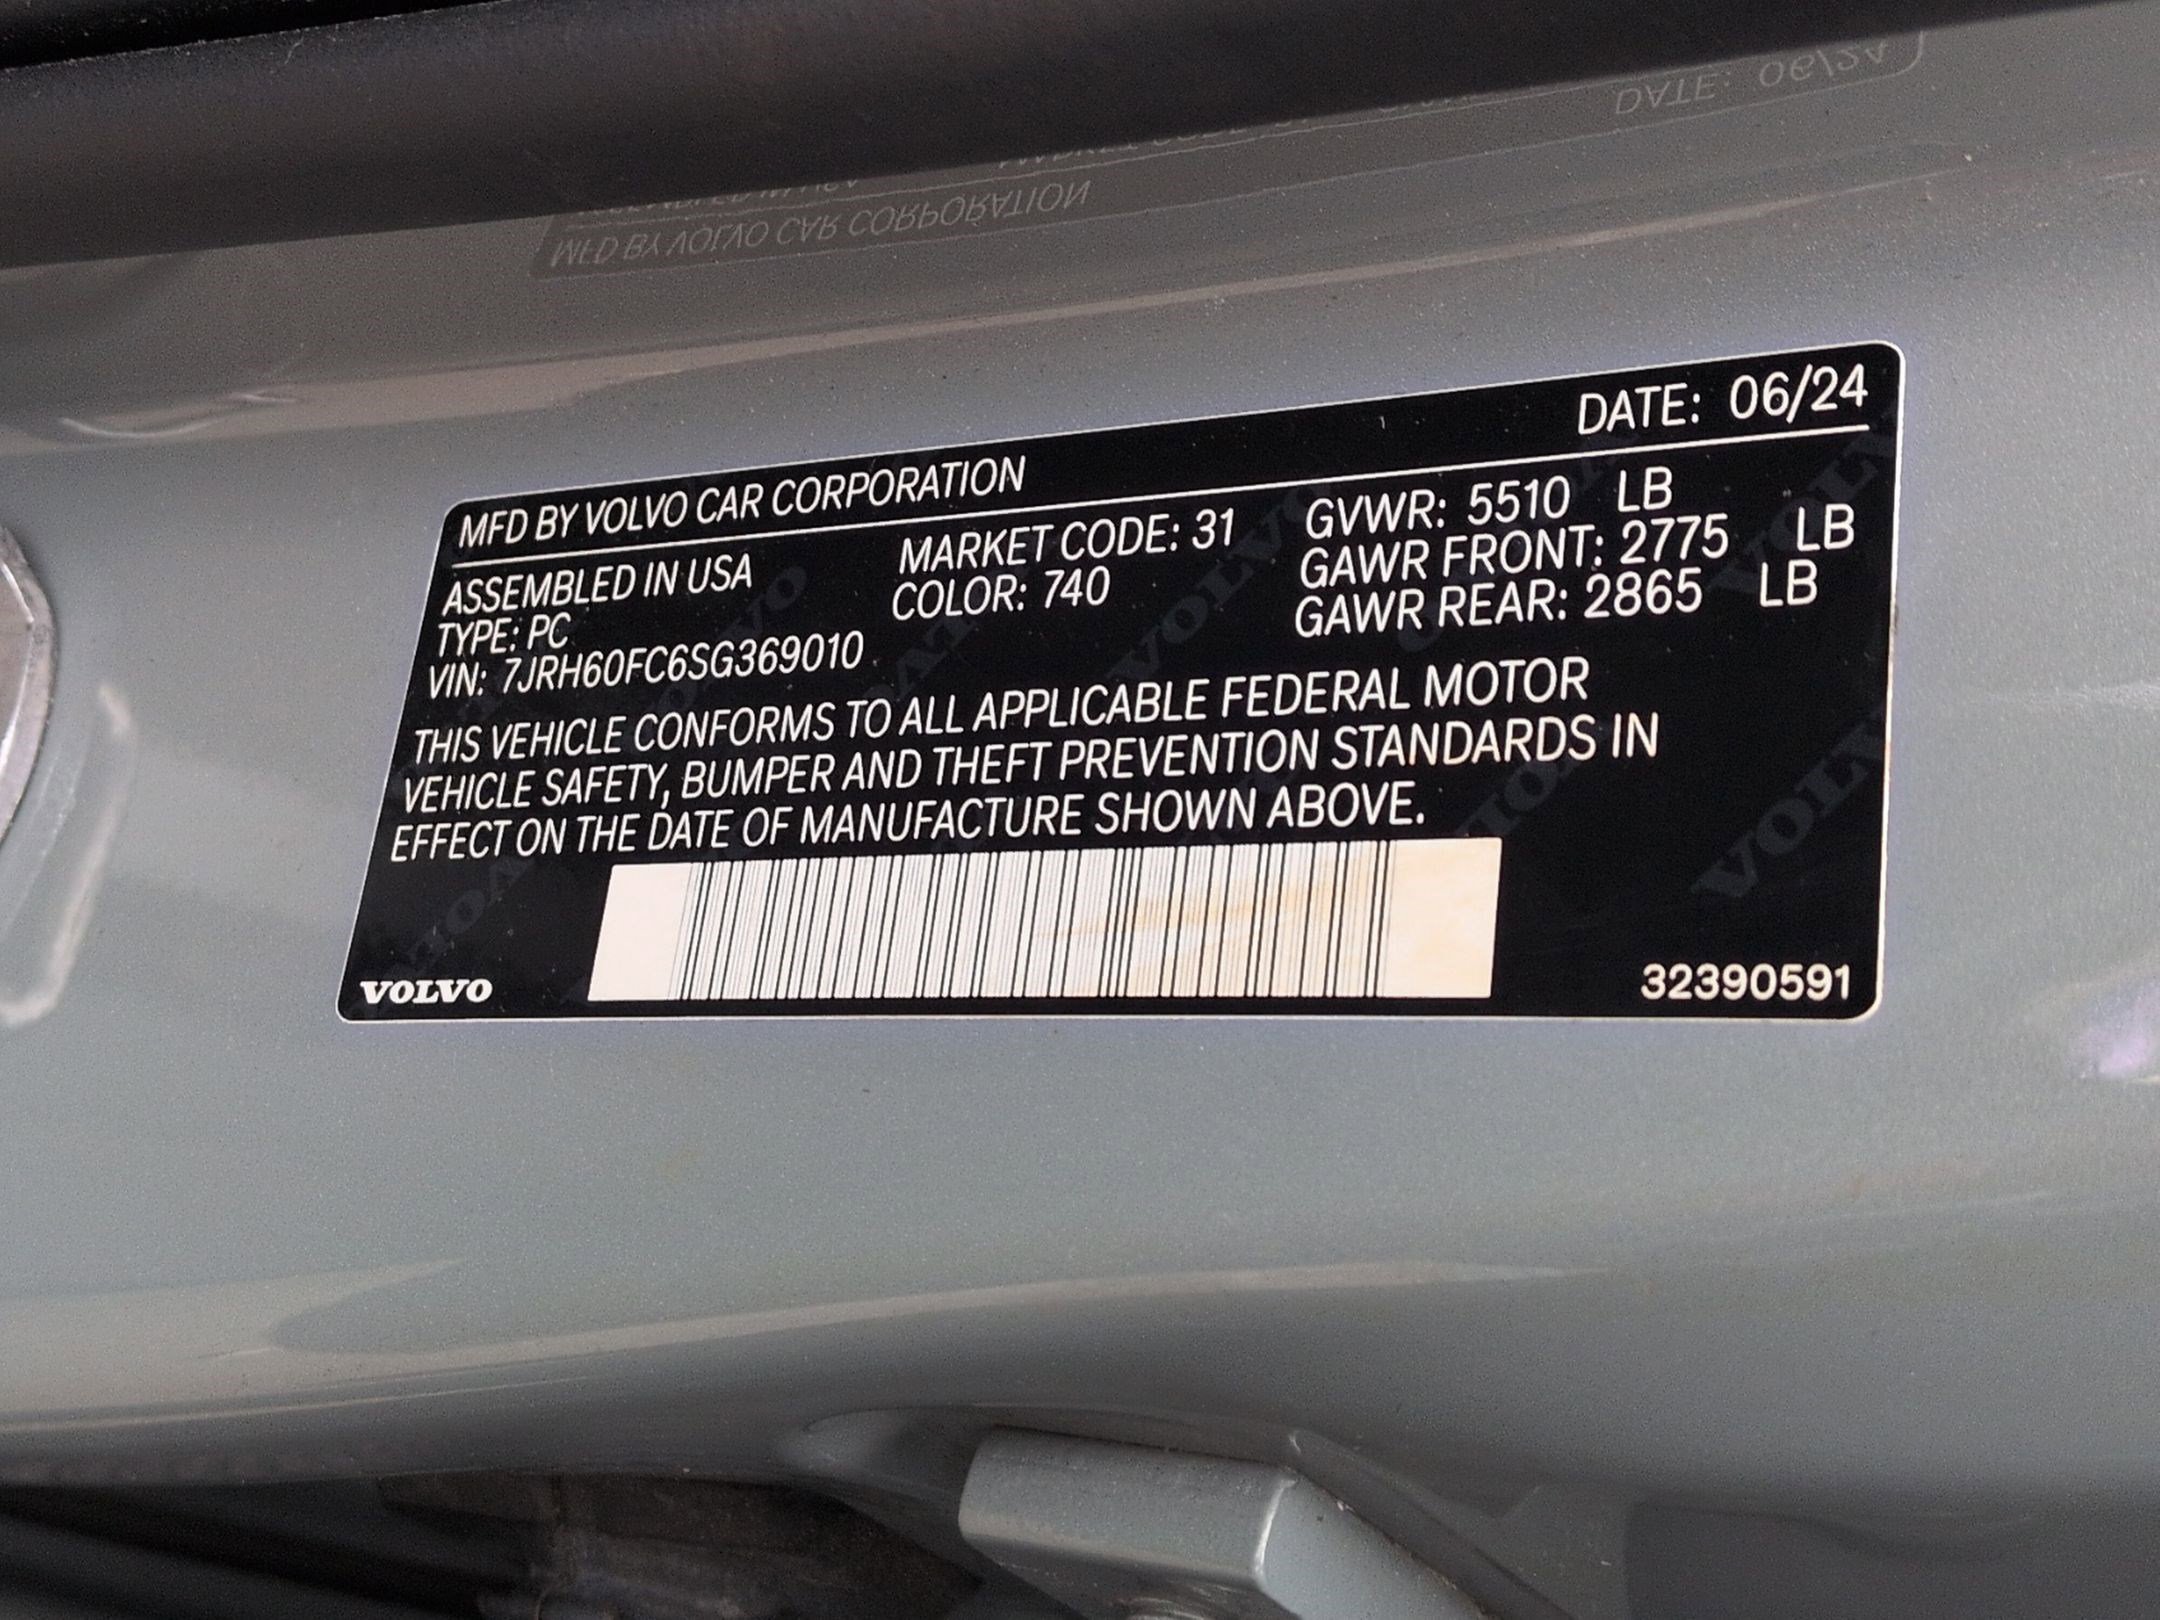 MFD BY VOLVO CAR CORPORATION DATE: 06/24
ASSEMBLED IN USA MARKET CODE: 31 GVWR: 5510 LB
TYPE: PC COLOR: 740 GAWR FRONT: 2775 LB
VIN: 7JRH60FC6SG369010 GAWR REAR: 2865 LB
THIS VEHICLE CONFORMS TO ALL APPLICABLE FEDERAL MOTOR
VEHICLE SAFETY, BUMPER AND THEFT PREVENTION STANDARDS IN
EFFECT ON THE DATE OF MANUFACTURE SHOWN ABOVE.
VOLVO 32390591